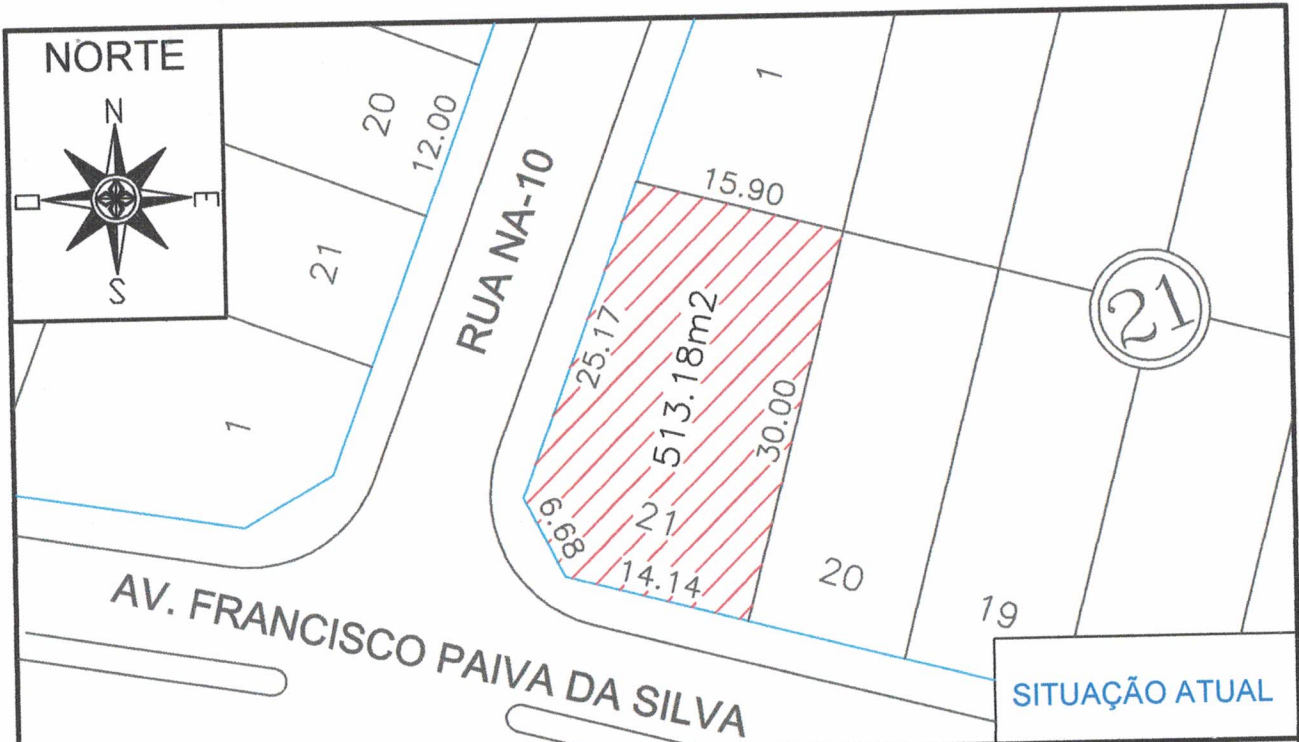 NORTE
N
O
E
S
20
12.00
21
1
RUA NA-10
1
15.90
25.17
513.18m2
30.00
6.68
21
14.14
20
19
21
AV. FRANCISCO PAIVA DA SILVA
SITUAÇÃO ATUAL